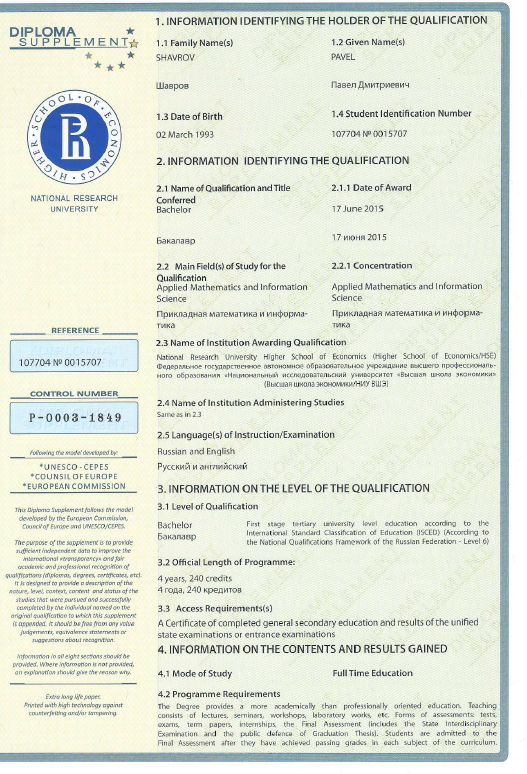 DIPLOMA
SUPPLEMENT
HIGHER · SCHOOL · OF · ECONOMICS
NATIONAL RESEARCH
UNIVERSITY
REFERENCE
107704 № 0015707
CONTROL NUMBER
P-0003-1849
Following the model developed by:
*UNESCO - CEPES
*COUNSIL OF EUROPE
*EUROPEAN COMMISSION
This Diploma Supplement follows the model
developed by the European Commission,
Council of Europe and UNESCO/CEPES.
The purpose of the supplement is to provide
sufficient independent data to improve the
international «transparency» and fair
academic and professional recognition of
qualifications (diplomas, degrees, certificates, etc).
It is designed to provide a description of the
nature, level, context, content and status of the
studies that were pursued and successfully
completed by the individual named on the
original qualification to which this supplement
is appended. It should be free from any value
judgements, equivalence statements or
suggestions about recognition.
Information in all eight sections should be
provided. Where information is not provided,
an explanation should give the reason why.
Extra long life paper.
Printed with high technology against
counterfeiting and/or tampering.
1. INFORMATION IDENTIFYING THE HOLDER OF THE QUALIFICATION
1.1 Family Name(s)
1.2 Given Name(s)
SHAVROV
PAVEL
Шавров
Павел Дмитриевич
1.3 Date of Birth
1.4 Student Identification Number
02 March 1993
107704 № 0015707
2. INFORMATION IDENTIFYING THE QUALIFICATION
2.1 Name of Qualification and Title
Conferred
2.1.1 Date of Award
Bachelor
17 June 2015
Бакалавр
17 июня 2015
2.2 Main Field(s) of Study for the
Qualification
2.2.1 Concentration
Applied Mathematics and Information
Science
Applied Mathematics and Information
Science
Прикладная математика и информа-
тика
Прикладная математика и информа-
тика
2.3 Name of Institution Awarding Qualification
National Research University Higher School of Economics (Higher School of Economics/HSE)
Федеральное государственное автономное образовательное учреждение высшего профессиональ-
ного образования «Национальный исследовательский университет «Высшая школа экономики»
(Высшая школа экономики/НИУ ВШЭ)
2.4 Name of Institution Administering Studies
Same as in 2.3
2.5 Language(s) of Instruction/Examination
Russian and English
Русский и английский
3. INFORMATION ON THE LEVEL OF THE QUALIFICATION
3.1 Level of Qualification
Bachelor
Бакалавр
First stage tertiary university level education according to the
International Standard Classification of Education (ISCED) (According to
the National Qualifications Framework of the Russian Federation - Level 6)
3.2 Official Length of Programme:
4 years, 240 credits
4 года, 240 кредитов
3.3 Access Requirements(s)
A Certificate of completed general secondary education and results of the unified
state examinations or entrance examinations
4. INFORMATION ON THE CONTENTS AND RESULTS GAINED
4.1 Mode of Study
Full Time Education
4.2 Programme Requirements
The Degree provides a more academically than professionally oriented education. Teaching
consists of lectures, seminars, workshops, laboratory works, etc. Forms of assessments: tests,
exams, term papers, internships, the Final Assessment (includes the State Interdisciplinary
Examination and the public defence of Graduation Thesis). Students are admitted to the
Final Assessment after they have achieved passing grades in each subject of the curriculum.